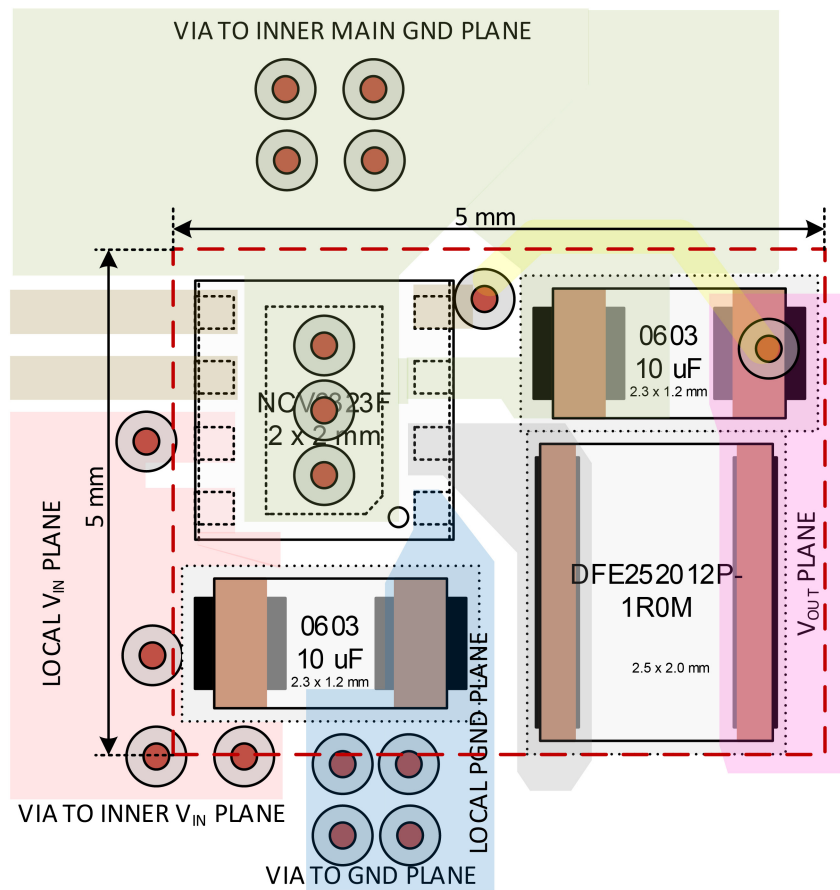 VIA TO INNER MAIN GND PLANE
5 mm
0603
10 uF
2.3 x 1.2 mm
2 x 2 mm
5 mm
LOCAL VIN PLANE
DFE252012P-
1R0M
2.5 x 2.0 mm
VOUT PLANE
0603
10 uF
2.3 x 1.2 mm
LOCAL PGND PLANE
VIA TO INNER VIN PLANE
VIA TO GND PLANE